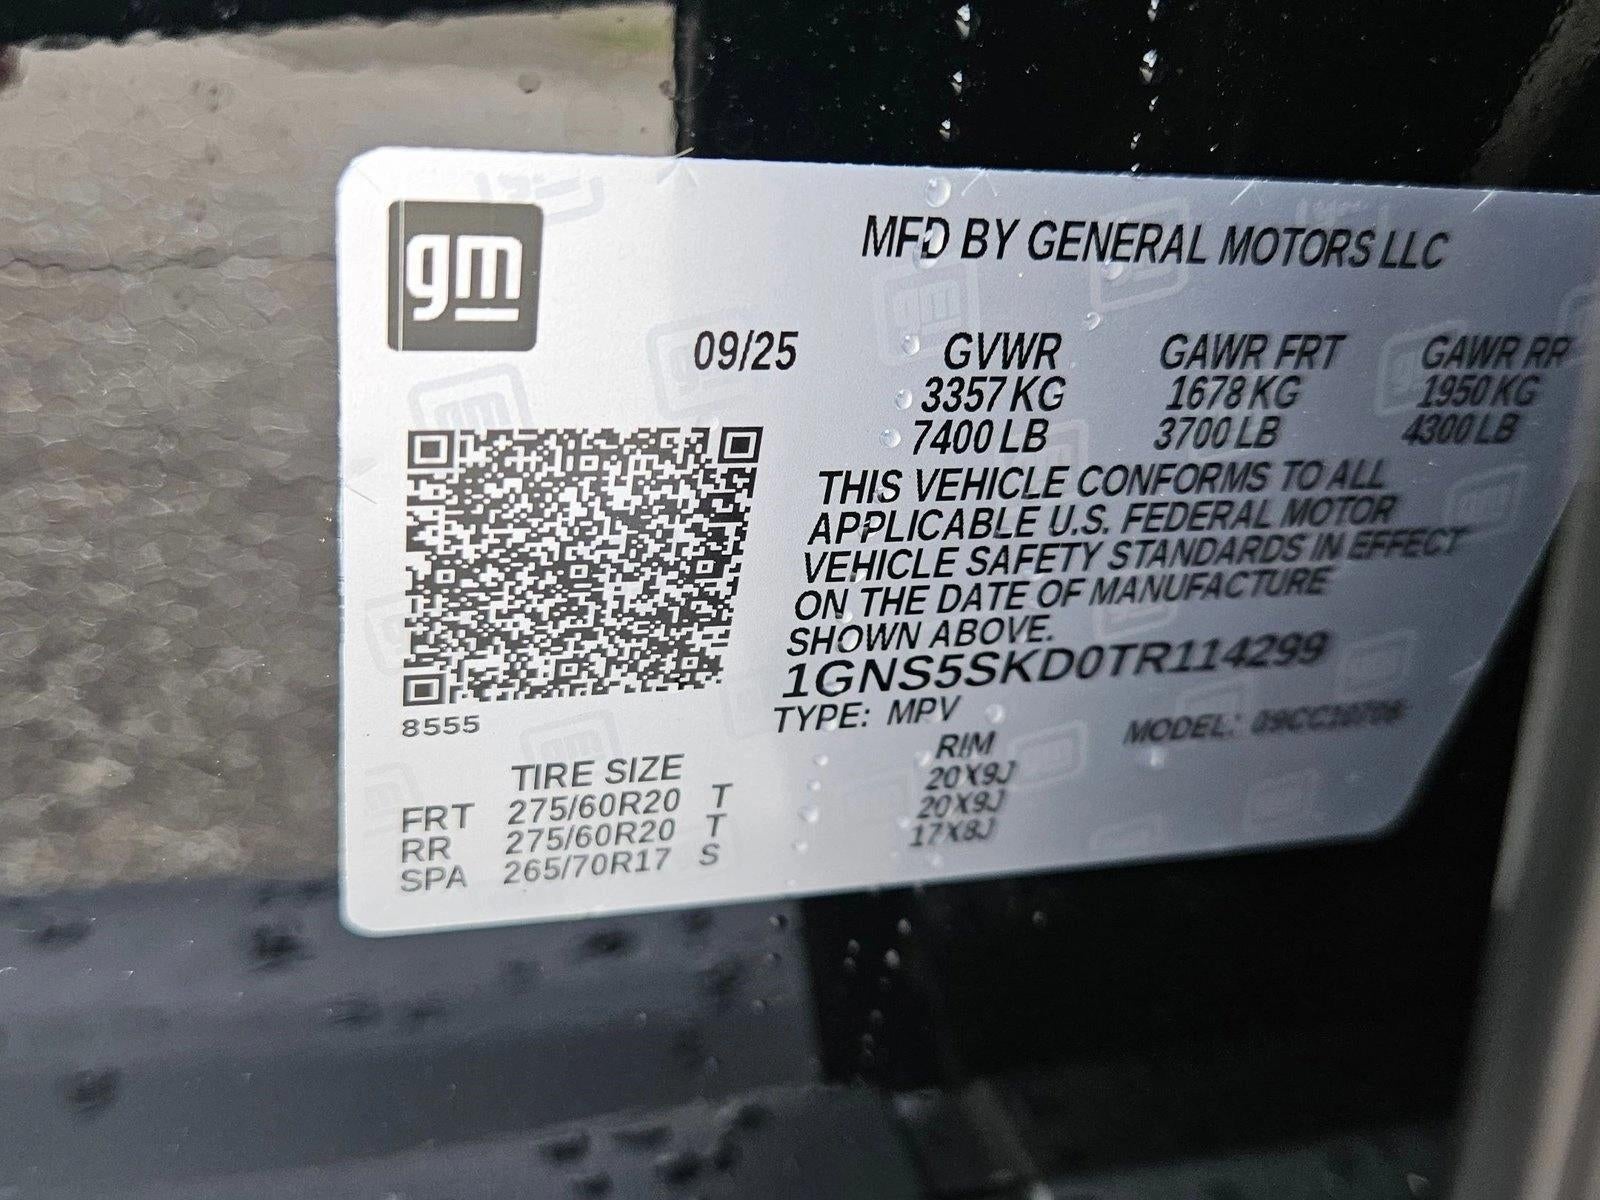 gm
MFD BY GENERAL MOTORS LLC
09/25 GVWR GAWR FRT GAWR RR
3357 KG 1678 KG 1950 KG
7400 LB 3700 LB 4300 LB
THIS VEHICLE CONFORMS TO ALL
APPLICABLE U.S. FEDERAL MOTOR
VEHICLE SAFETY STANDARDS IN EFFECT
ON THE DATE OF MANUFACTURE
SHOWN ABOVE.
1GNS5SKD0TR114299
8555
TYPE: MPV MODEL:
TIRE SIZE RIM
FRT 275/60R20 T 20X9J
RR 275/60R20 T 20X9J
SPA 265/70R17 S 17X8J